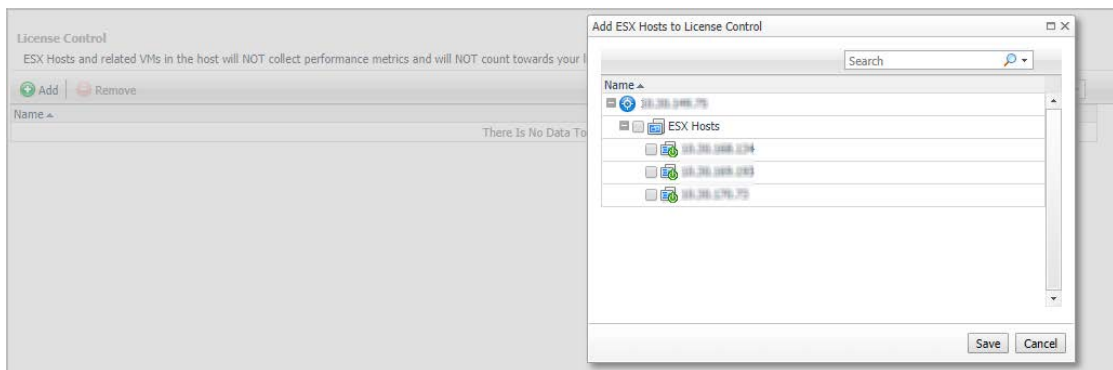 License Control
ESX Hosts and related VMs in the host will NOT collect performance metrics and will NOT count towards your
Add Remove
Name
There Is No Data To
Add ESX Hosts to License Control
Search
Name
ESX Hosts
Save Cancel